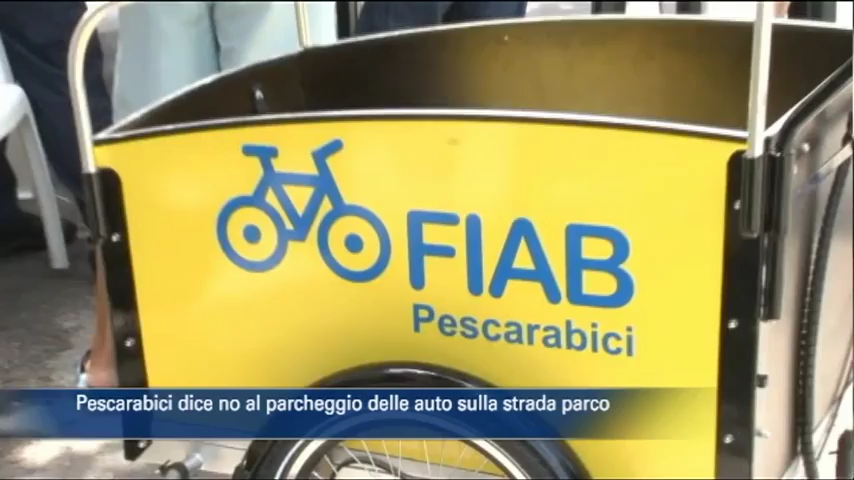 FIAB
Pescarabici
Pescarabici dice no al parcheggio delle auto sulla strada parco